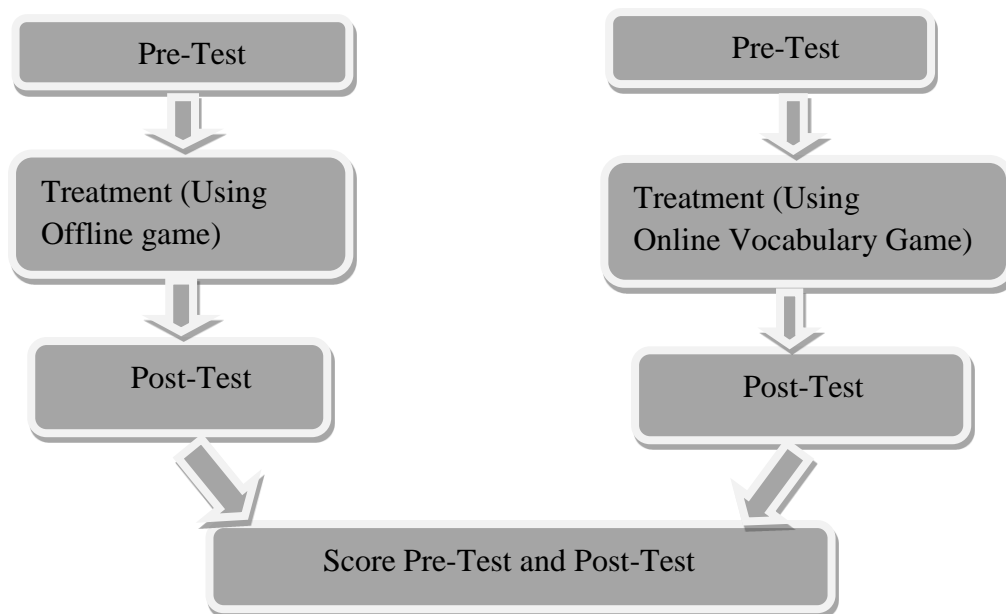 Pre-Test
Pre-Test
Treatment (Using
Offline game)
Treatment (Using
Online Vocabulary Game)
Post-Test
Post-Test
Score Pre-Test and Post-Test